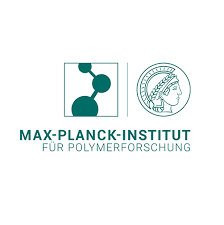 MAX-PLANCK-INSTITUT
FÜR POLYMERFORSCHUNG